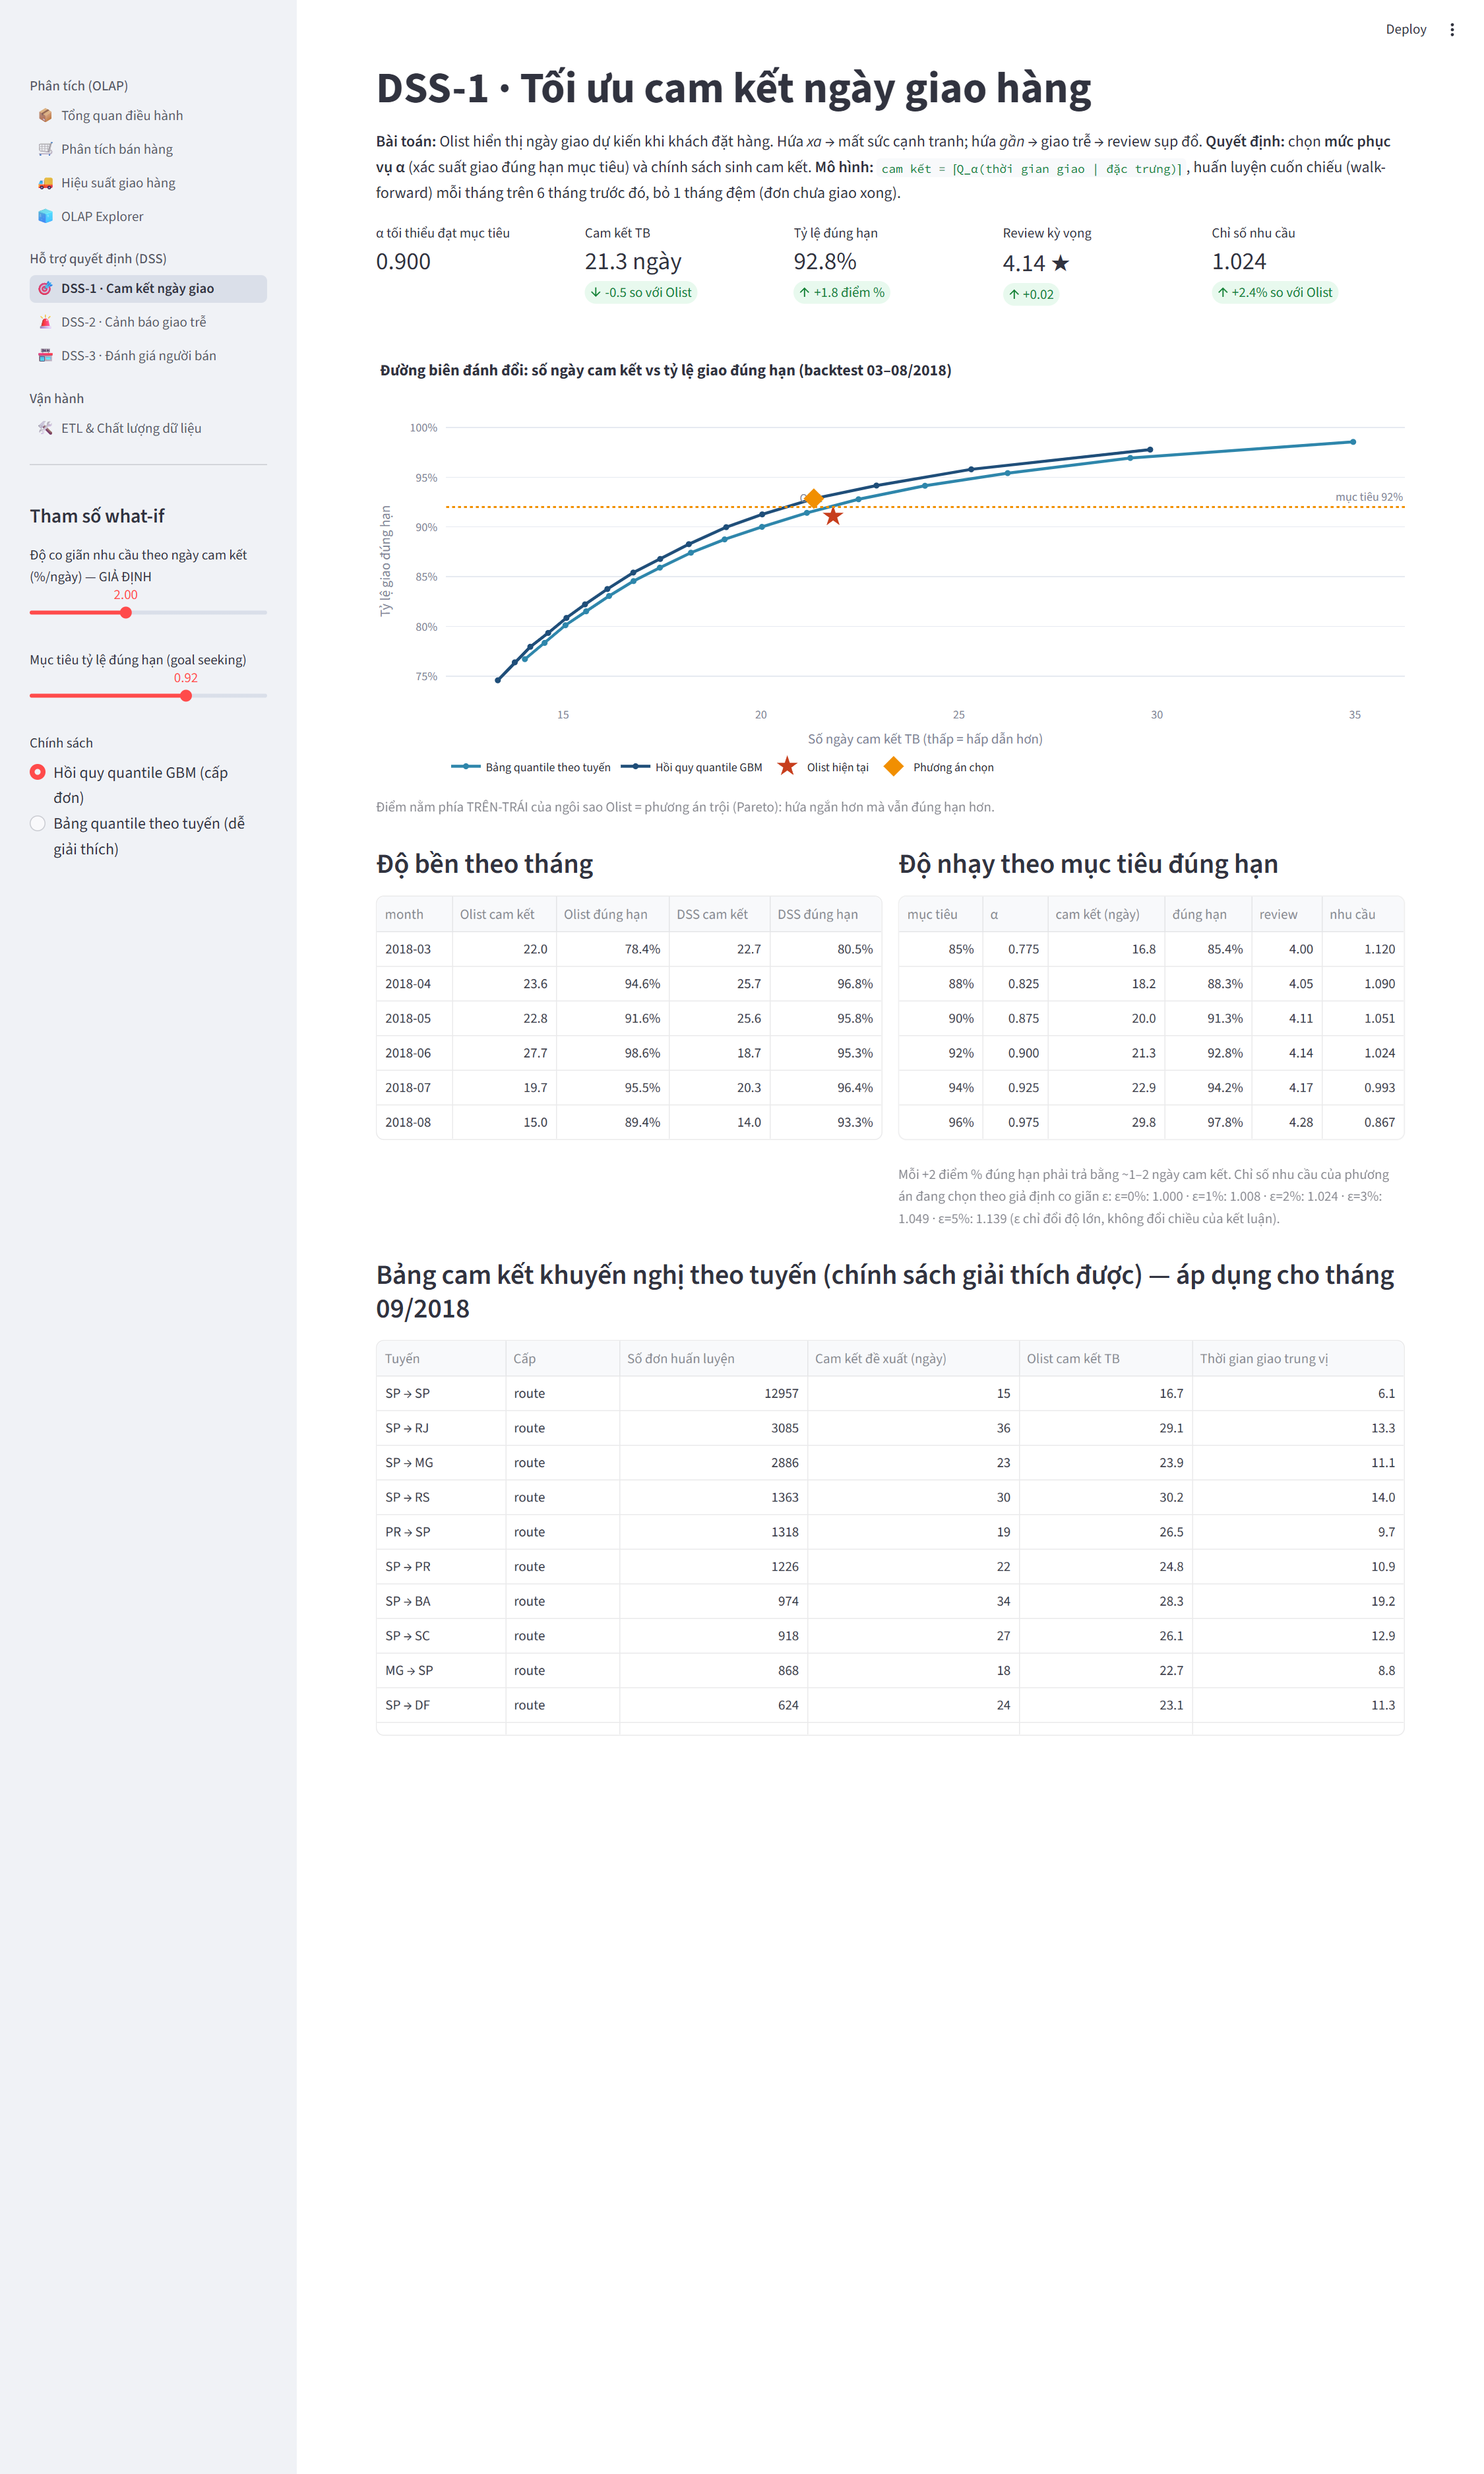 Deploy
Phân tích (OLAP)
Tổng quan điều hành
Phân tích bán hàng
Hiệu suất giao hàng
OLAP Explorer
Hỗ trợ quyết định (DSS)
DSS-1 · Cam kết ngày giao
DSS-2 · Cảnh báo giao trễ
DSS-3 · Đánh giá người bán
Vận hành
ETL & Chất lượng dữ liệu
Tham số what-if
Độ co giãn nhu cầu theo ngày cam kết
(%/ngày) — GIẢ ĐỊNH
2.00
Mục tiêu tỷ lệ đúng hạn (goal seeking)
0.92
Chính sách
Hồi quy quantile GBM (cấp
đơn)
Bảng quantile theo tuyến (dễ
giải thích)
DSS-1 · Tối ưu cam kết ngày giao hàng
Bài toán: Olist hiển thị ngày giao dự kiến khi khách đặt hàng. Hứa xa → mất sức cạnh tranh; hứa gần → giao trễ → review sụp đổ. Quyết định: chọn mức phục
vụ α (xác suất giao đúng hạn mục tiêu) và chính sách sinh cam kết. Mô hình: cam kết = ⌈Q_α(thời gian giao | đặc trưng)⌉ , huấn luyện cuốn chiếu (walk-
forward) mỗi tháng trên 6 tháng trước đó, bỏ 1 tháng đệm (đơn chưa giao xong).
α tối thiểu đạt mục tiêu
0.900
Cam kết TB
21.3 ngày
↓ -0.5 so với Olist
Tỷ lệ đúng hạn
92.8%
↑ +1.8 điểm %
Review kỳ vọng
4.14 ★
↑ +0.02
Chỉ số nhu cầu
1.024
↑ +2.4% so với Olist
Đường biên đánh đổi: số ngày cam kết vs tỷ lệ giao đúng hạn (backtest 03–08/2018)
Tỷ lệ giao đúng hạn
100%
95%
90%
85%
80%
75%
mục tiêu 92%
15 20 25 30 35
Số ngày cam kết TB (thấp = hấp dẫn hơn)
Bảng quantile theo tuyến Hồi quy quantile GBM Olist hiện tại Phương án chọn
Điểm nằm phía TRÊN-TRÁI của ngôi sao Olist = phương án trội (Pareto): hứa ngắn hơn mà vẫn đúng hạn hơn.
Độ bền theo tháng
month Olist cam kết Olist đúng hạn DSS cam kết DSS đúng hạn
2018-03 22.0 78.4% 22.7 80.5%
2018-04 23.6 94.6% 25.7 96.8%
2018-05 22.8 91.6% 25.6 95.8%
2018-06 27.7 98.6% 18.7 95.3%
2018-07 19.7 95.5% 20.3 96.4%
2018-08 15.0 89.4% 14.0 93.3%
Độ nhạy theo mục tiêu đúng hạn
mục tiêu α cam kết (ngày) đúng hạn review nhu cầu
85% 0.775 16.8 85.4% 4.00 1.120
88% 0.825 18.2 88.3% 4.05 1.090
90% 0.875 20.0 91.3% 4.11 1.051
92% 0.900 21.3 92.8% 4.14 1.024
94% 0.925 22.9 94.2% 4.17 0.993
96% 0.975 29.8 97.8% 4.28 0.867
Mỗi +2 điểm % đúng hạn phải trả bằng ~1–2 ngày cam kết. Chỉ số nhu cầu của phương
án đang chọn theo giả định co giãn ε: ε=0%: 1.000 · ε=1%: 1.008 · ε=2%: 1.024 · ε=3%:
1.049 · ε=5%: 1.139 (ε chỉ đổi độ lớn, không đổi chiều của kết luận).
Bảng cam kết khuyến nghị theo tuyến (chính sách giải thích được) — áp dụng cho tháng
09/2018
Tuyến Cấp Số đơn huấn luyện Cam kết đề xuất (ngày) Olist cam kết TB Thời gian giao trung vị
SP → SP route 12957 15 16.7 6.1
SP → RJ route 3085 36 29.1 13.3
SP → MG route 2886 23 23.9 11.1
SP → RS route 1363 30 30.2 14.0
PR → SP route 1318 19 26.5 9.7
SP → PR route 1226 22 24.8 10.9
SP → BA route 974 34 28.3 19.2
SP → SC route 918 27 26.1 12.9
MG → SP route 868 18 22.7 8.8
SP → DF route 624 24 23.1 11.3